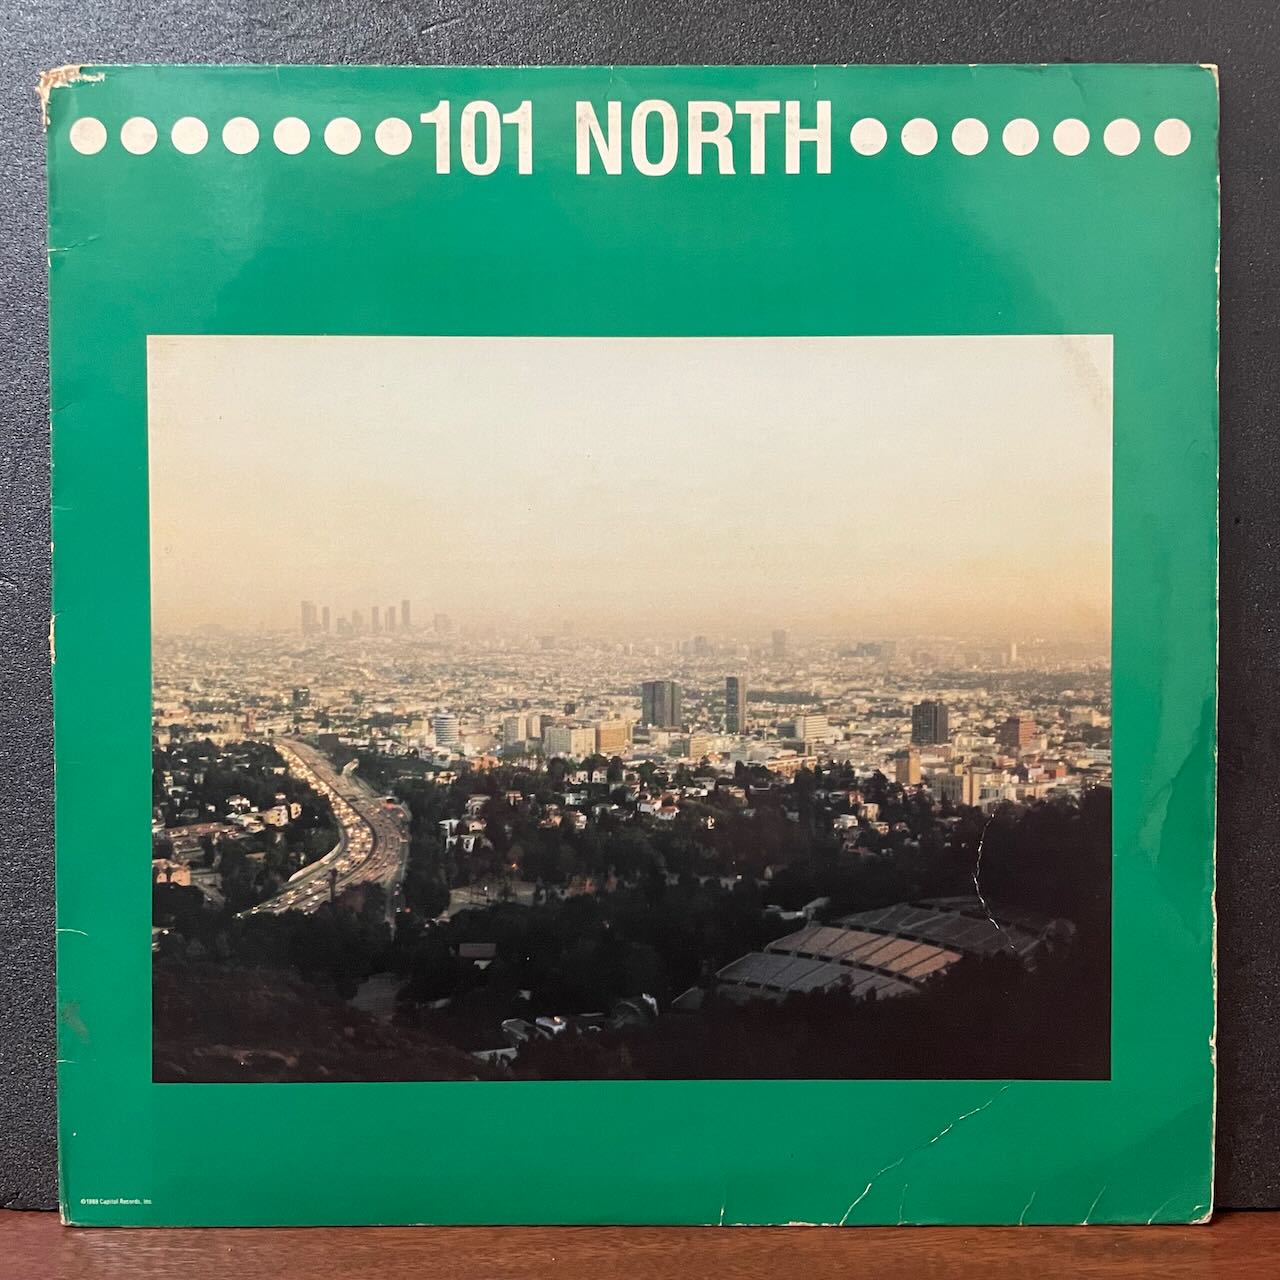 101 NORTH
©1988 Capitol Records, Inc.